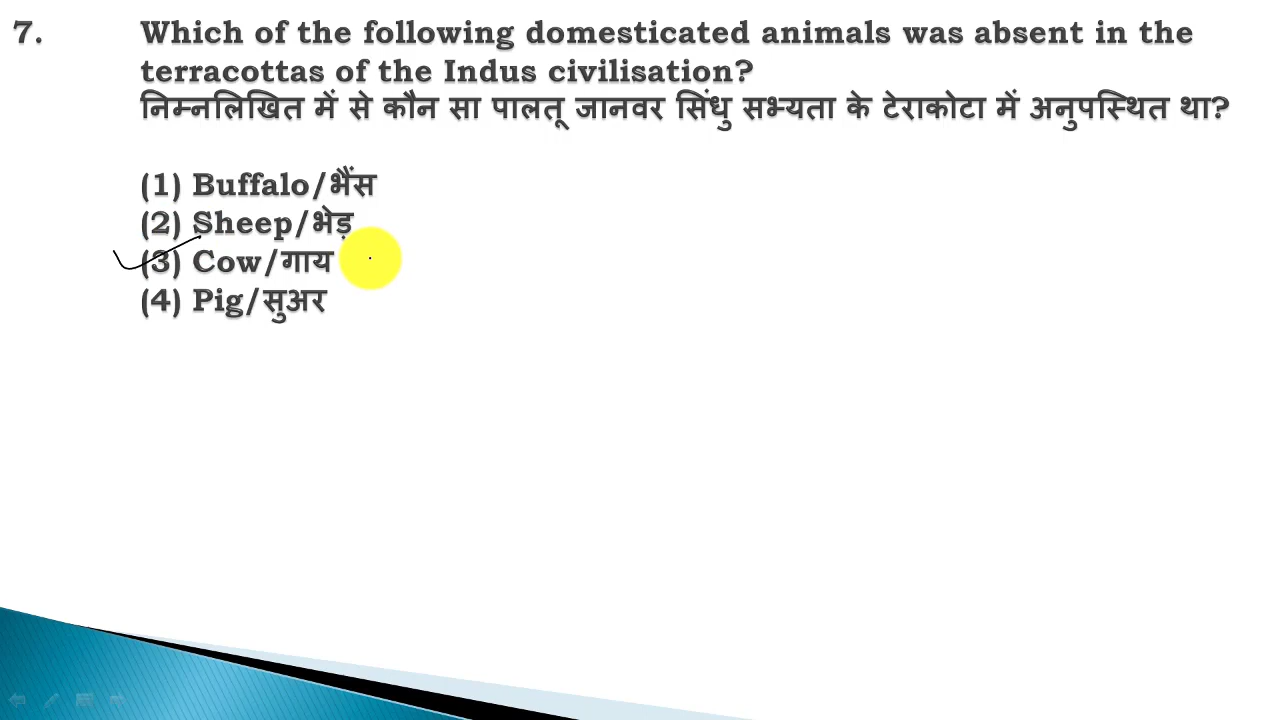 7. Which of the following domesticated animals was absent in the
terracottas of the Indus civilisation?
निम्नलिखित में से कौन सा पालतू जानवर सिंधु सभ्यता के टेराकोटा में अनुपस्थित था?
(1) Buffalo/भैंस
(2) Sheep/भेड़
(3) Cow/गाय
(4) Pig/सुअर